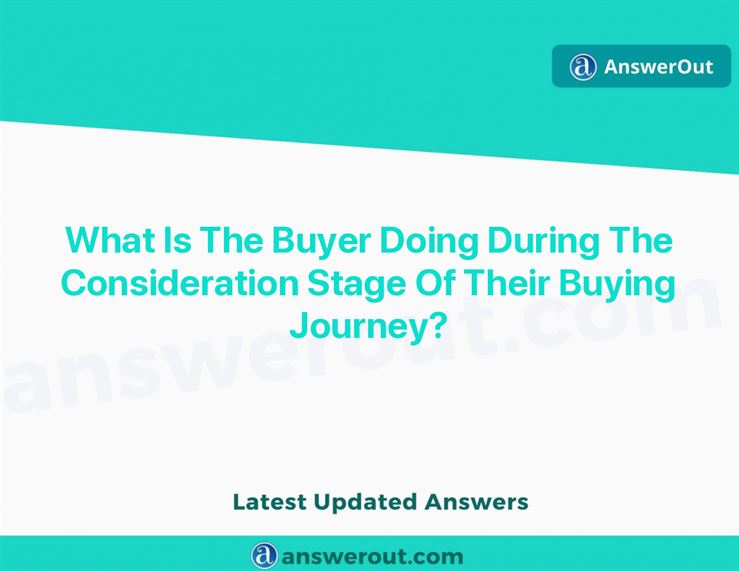 AnswerOut
What Is The Buyer Doing During The
Consideration Stage Of Their Buying
Journey?
answerout.com
Latest Updated Answers
answerout.com